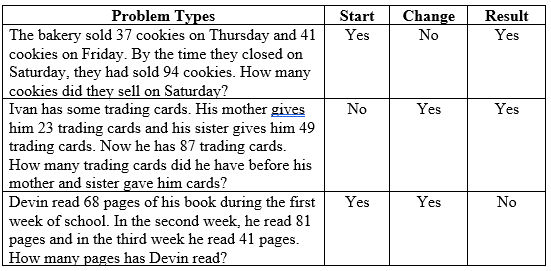 Problem Types Start Change Result
The bakery sold 37 cookies on Thursday and 41 Yes No Yes
cookies on Friday. By the time they closed on
Saturday, they had sold 94 cookies. How many
cookies did they sell on Saturday?
Ivan has some trading cards. His mother gives No Yes Yes
him 23 trading cards and his sister gives him 49
trading cards. Now he has 87 trading cards.
How many trading cards did he have before his
mother and sister gave him cards?
Devin read 68 pages of his book during the first Yes Yes No
week of school. In the second week, he read 81
pages and in the third week he read 41 pages.
How many pages has Devin read?